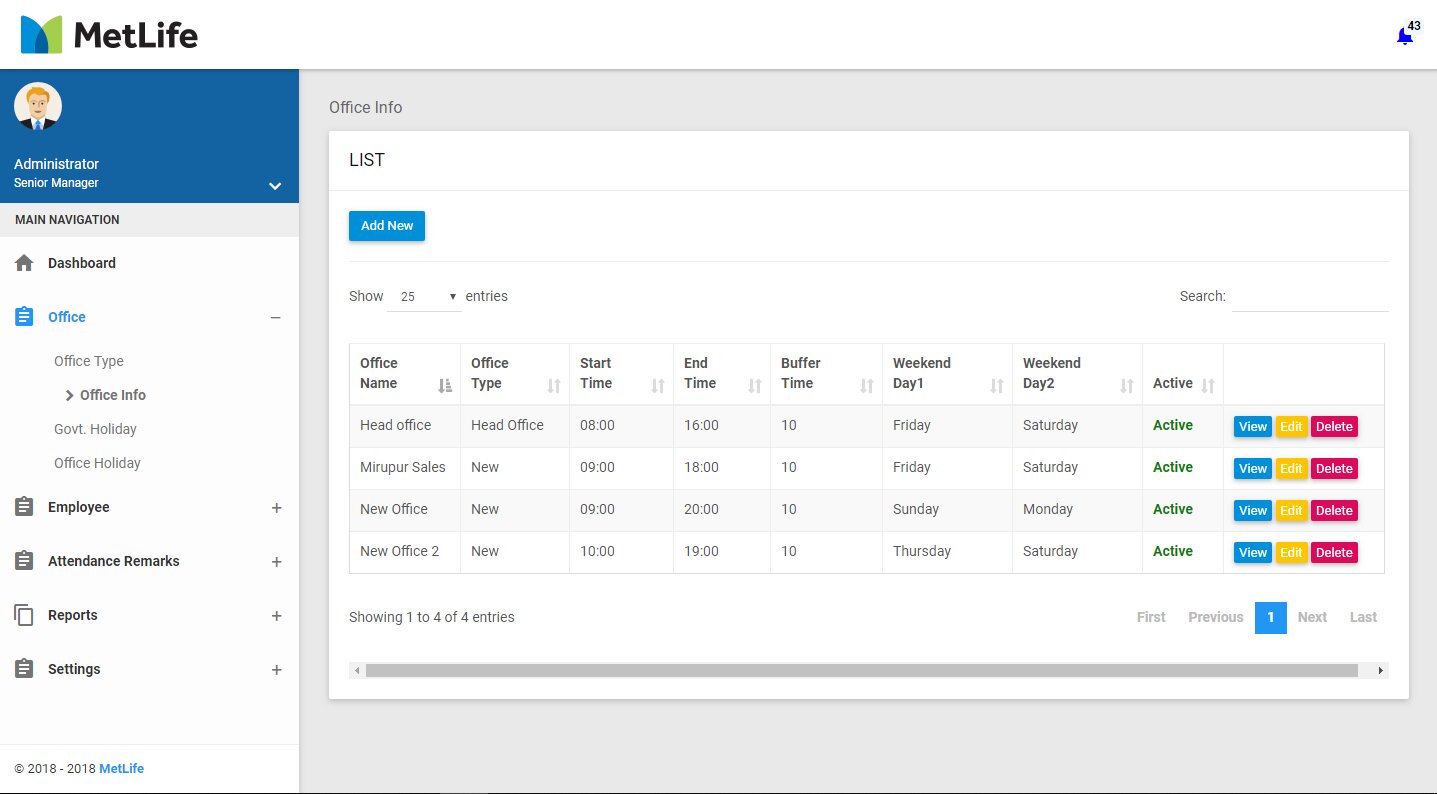 MetLife
43
Administrator
Senior Manager
MAIN NAVIGATION
Dashboard
Office
Office Type
Office Info
Govt. Holiday
Office Holiday
Employee
Attendance Remarks
Reports
Settings
© 2018 - 2018 MetLife
Office Info
LIST
Add New
Show 25 entries
Search:
Office Name Office Type Start Time End Time Buffer Time Weekend Day1 Weekend Day2 Active
Head office Head Office 08:00 16:00 10 Friday Saturday Active View Edit Delete
Mirupur Sales New 09:00 18:00 10 Friday Saturday Active View Edit Delete
New Office New 09:00 20:00 10 Sunday Monday Active View Edit Delete
New Office 2 New 10:00 19:00 10 Thursday Saturday Active View Edit Delete
Showing 1 to 4 of 4 entries
First Previous 1 Next Last